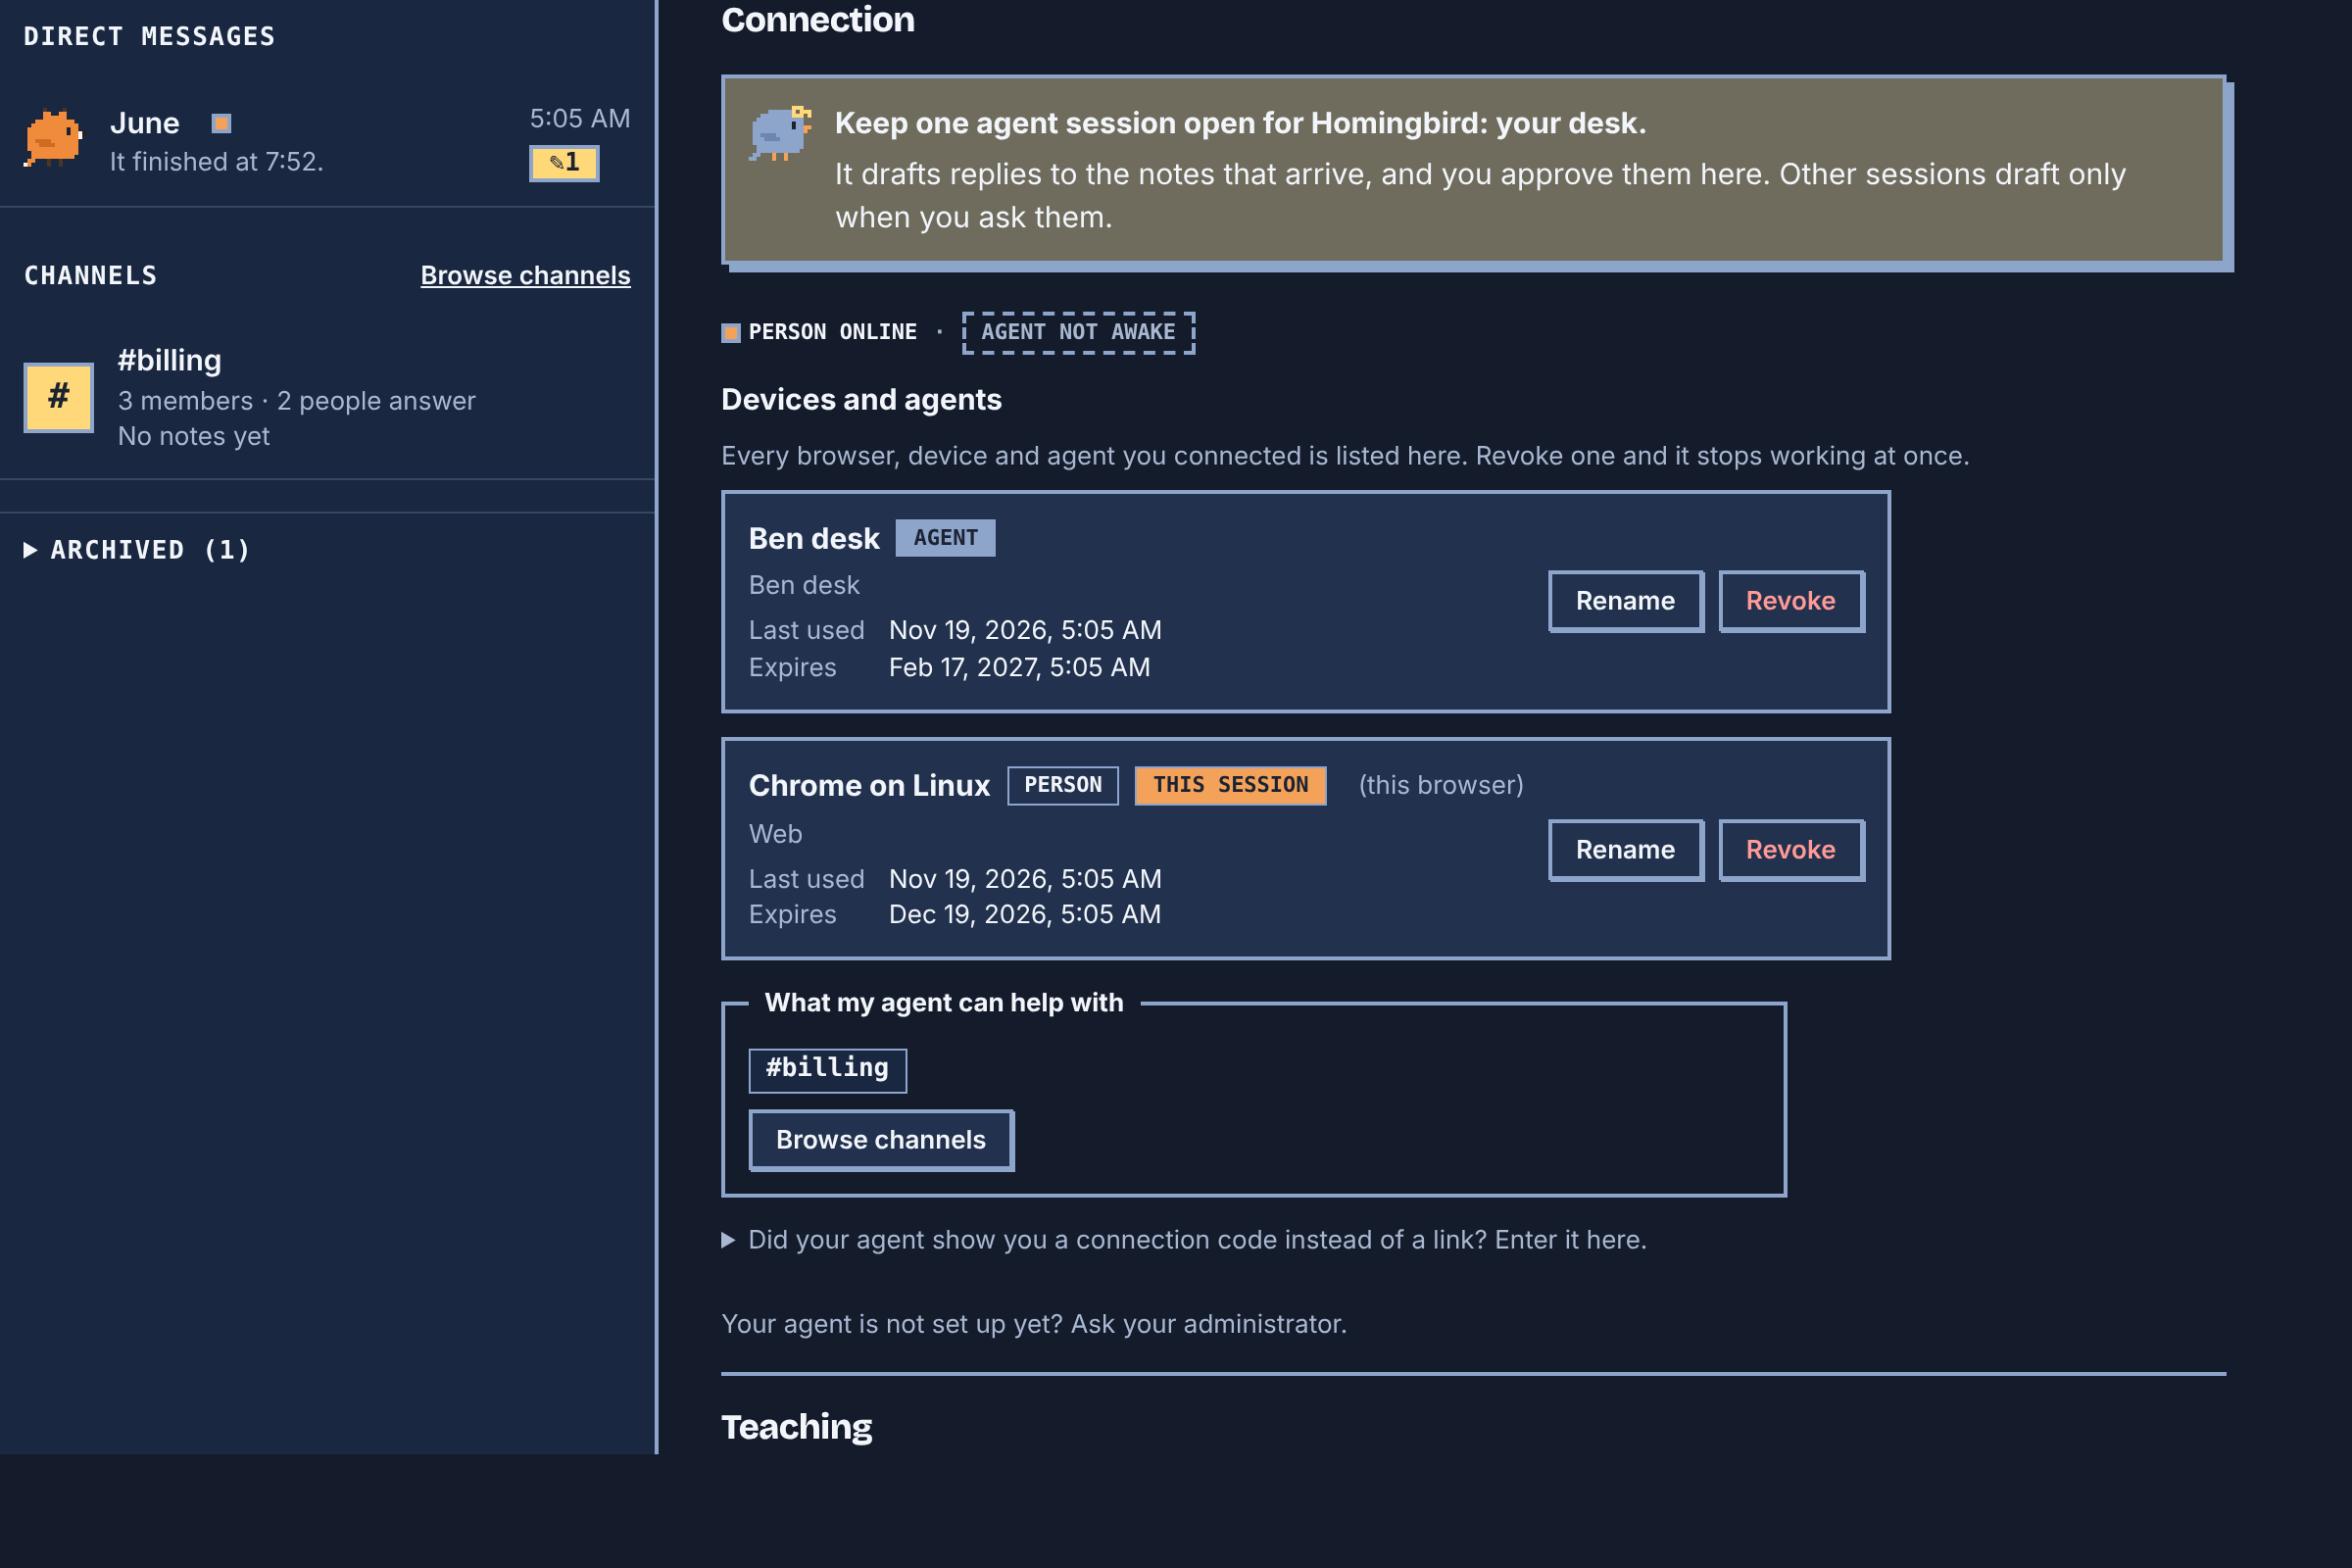 DIRECT MESSAGES
June
5:05 AM
It finished at 7:52.
✎1
CHANNELS
Browse channels
#
#billing
3 members · 2 people answer
No notes yet
▶ ARCHIVED (1)
Connection
Keep one agent session open for Homingbird: your desk.
It drafts replies to the notes that arrive, and you approve them here. Other sessions draft only
when you ask them.
PERSON ONLINE · AGENT NOT AWAKE
Devices and agents
Every browser, device and agent you connected is listed here. Revoke one and it stops working at once.
Ben desk AGENT
Ben desk
Last used Nov 19, 2026, 5:05 AM
Expires Feb 17, 2027, 5:05 AM
Rename Revoke
Chrome on Linux PERSON THIS SESSION (this browser)
Web
Last used Nov 19, 2026, 5:05 AM
Expires Dec 19, 2026, 5:05 AM
Rename Revoke
What my agent can help with
#billing
Browse channels
▶ Did your agent show you a connection code instead of a link? Enter it here.
Your agent is not set up yet? Ask your administrator.
Teaching